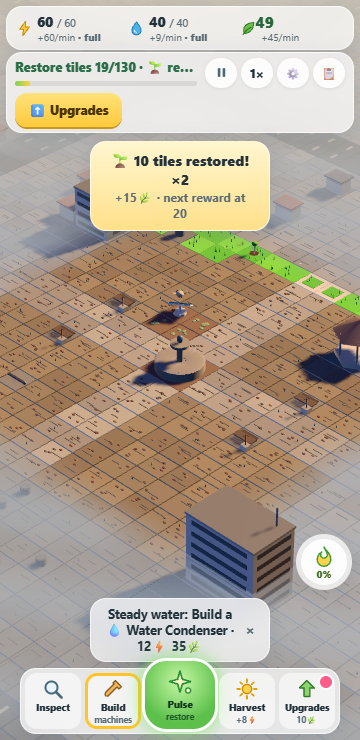 60 / 60
+60/min • full
40 / 40
+9/min • full
49
+45/min
Restore tiles 19/130 · re...
1×
Upgrades
10 tiles restored!
×2
+15 · next reward at
20
0%
Steady water: Build a
Water Condenser ·
12 35
×
Inspect
Build
machines
Pulse
restore
Harvest
+8
Upgrades
10